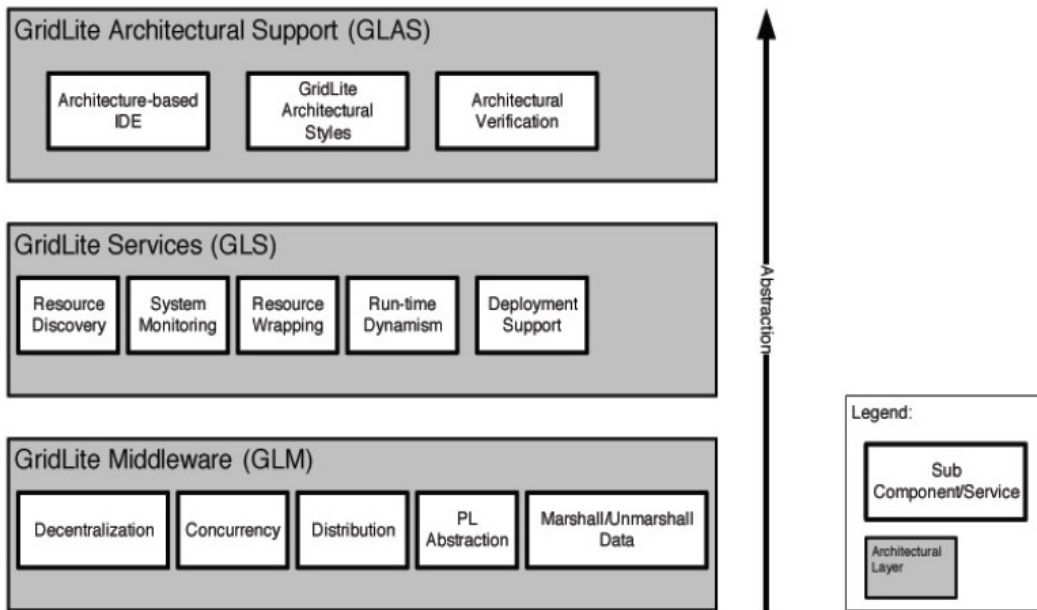 GridLite Architectural Support (GLAS)
Architecture-based
IDE
GridLite
Architectural
Styles
Architectural
Verification
GridLite Services (GLS)
Resource
Discovery
System
Monitoring
Resource
Wrapping
Run-time
Dynamism
Deployment
Support
GridLite Middleware (GLM)
Decentralization
Concurrency
Distribution
PL
Abstraction
Marshall/Unmarshall
Data
Abstraction
Legend:
Sub
Component/Service
Architectural
Layer